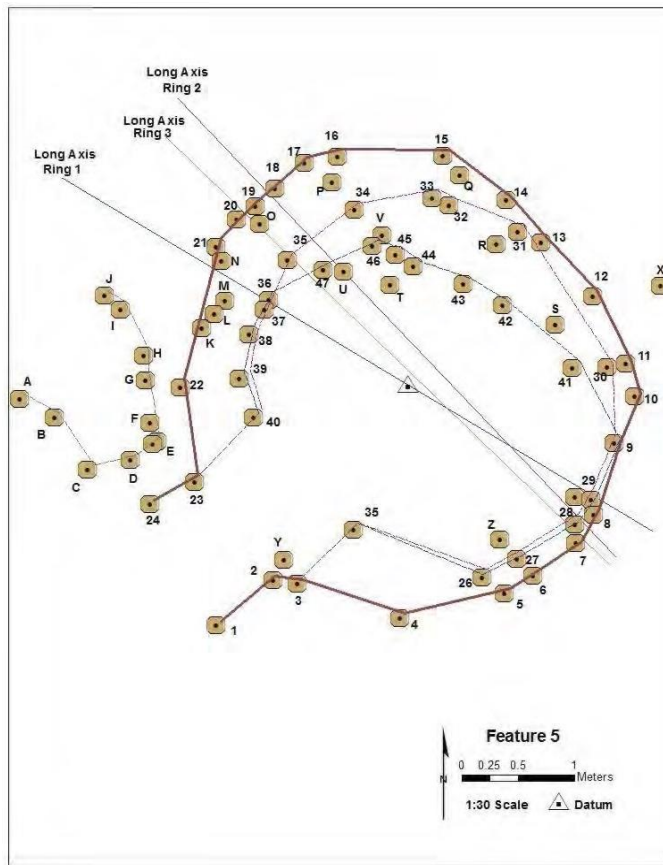 Long Axis
Ring 2
Long Axis
Ring 3
Long Axis
Ring 1
16
15
17
18
19
20
21
P
Q
14
34
33
32
O
N
35
V
R
31
13
46
45
44
47
U
T
43
42
12
X
J
I
M
L
K
36
37
38
S
H
G
39
41
30
11
10
A
B
22
F
E
40
9
C
D
23
24
29
28
8
7
35
Z
Y
27
26
2
3
6
5
4
1
Feature 5
0 0.25 0.5 1
Meters
N
1:30 Scale Datum